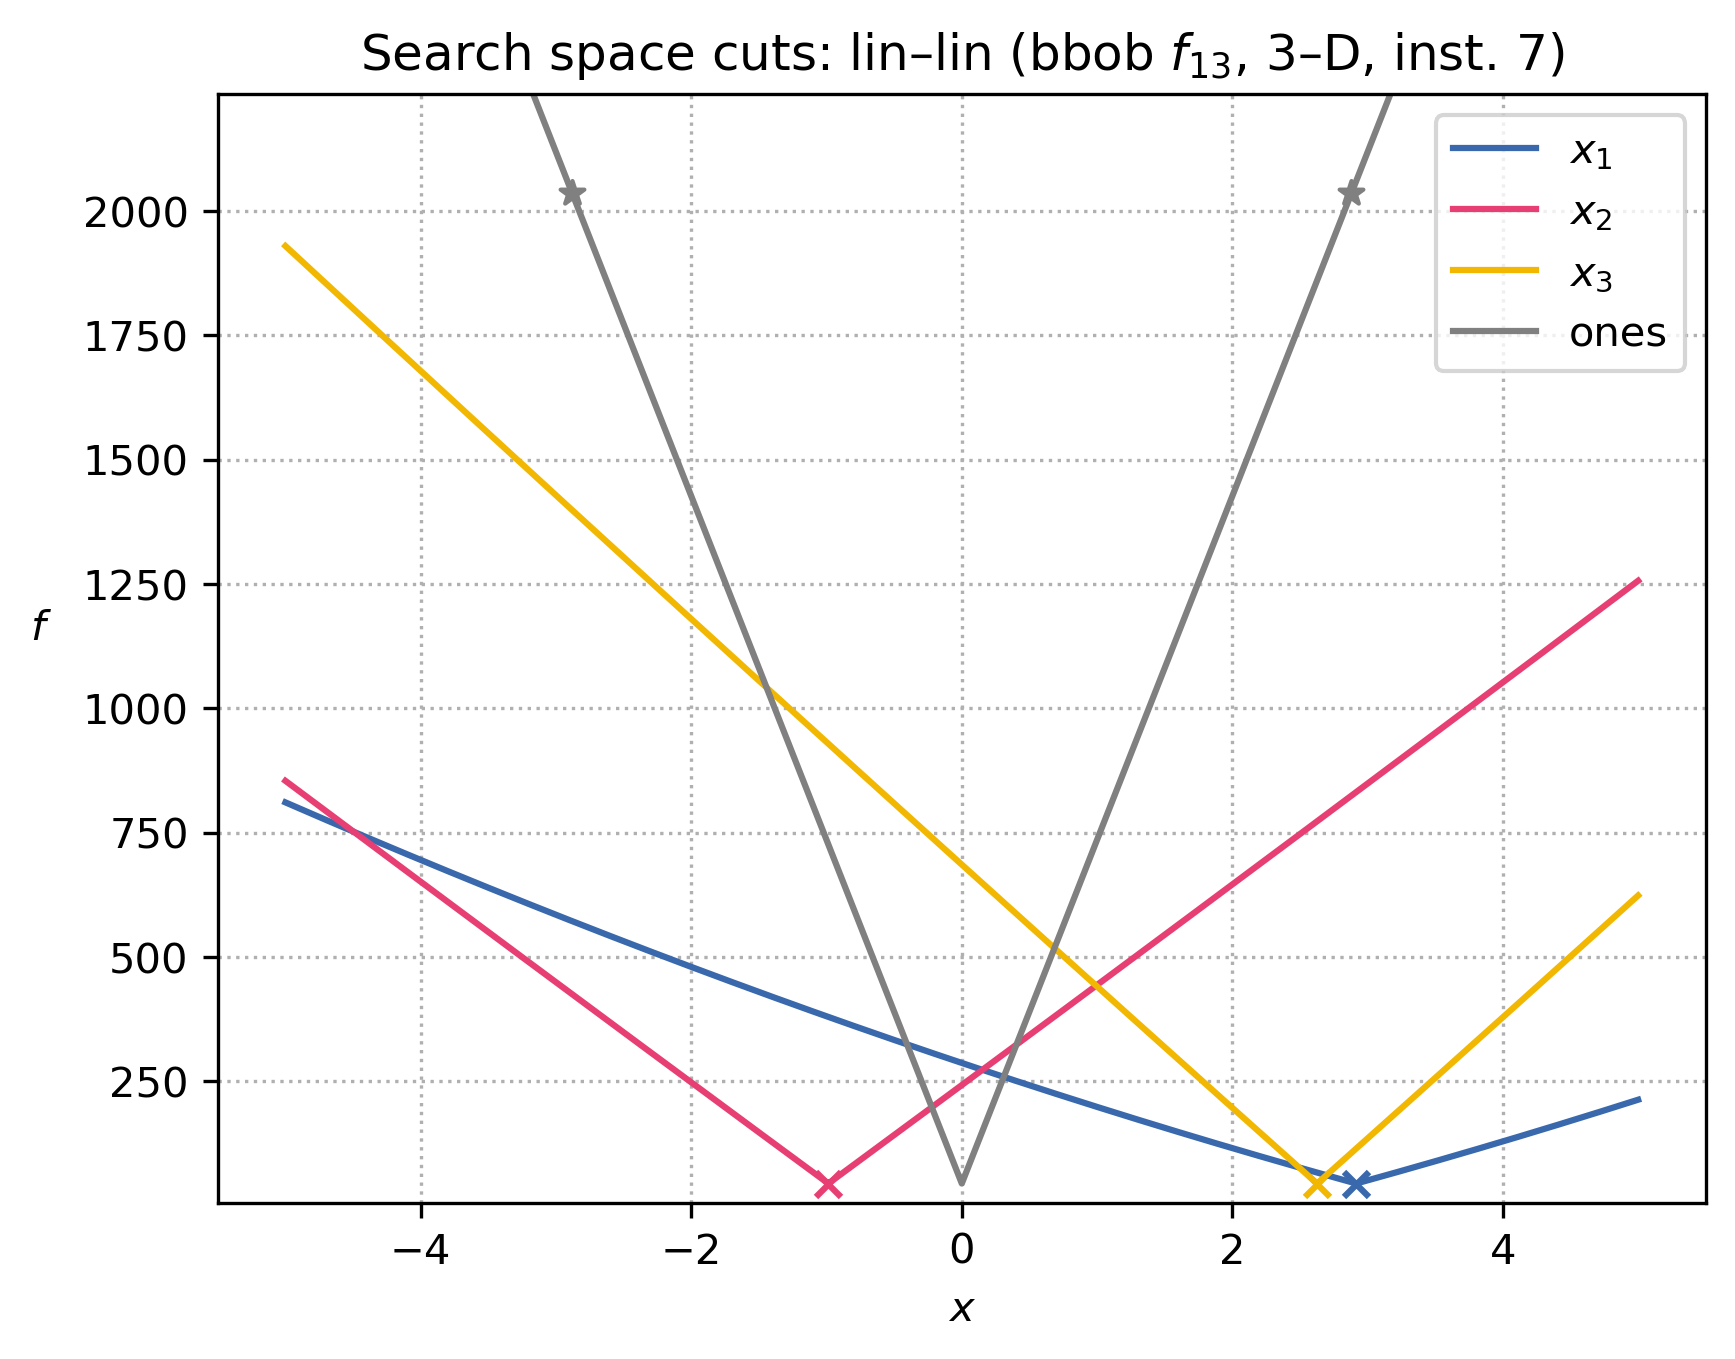 Search space cuts: lin–lin (bbob f₁₃, 3–D, inst. 7)
x₁
x₂
x₃
ones
2000
1750
1500
1250
1000
750
500
250
f
−4 −2 0 2 4
x